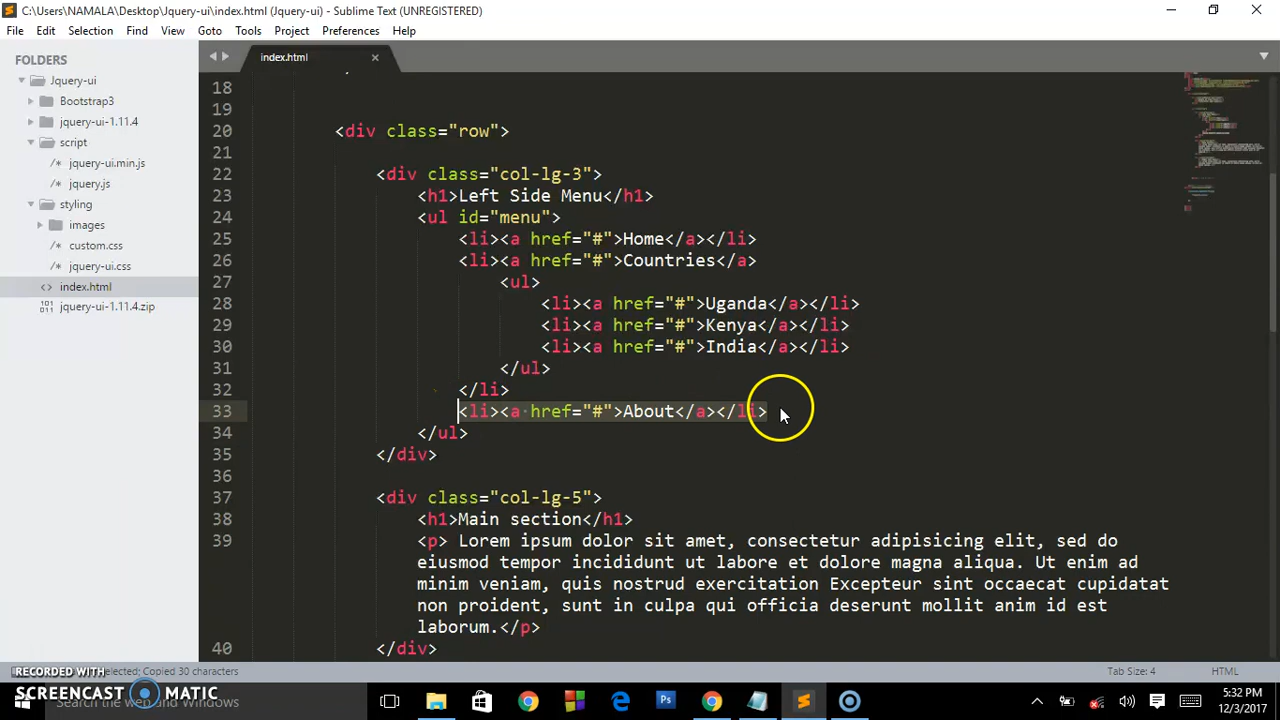 C:\Users\NAMALA\Desktop\Jquery-ui\index.html (Jquery-ui) - Sublime Text (UNREGISTERED)
File Edit Selection Find View Goto Tools Project Preferences Help
FOLDERS
Jquery-ui
Bootstrap3
jquery-ui-1.11.4
script
/* jquery-ui.min.js
/* jquery.js
styling
images
/* custom.css
/* jquery-ui.css
<> index.html
jquery-ui-1.11.4.zip
index.html
18
19
20 <div class="row">
21
22 <div class="col-lg-3">
23 <h1>Left Side Menu</h1>
24 <ul id="menu">
25 <li><a href="#">Home</a></li>
26 <li><a href="#">Countries</a>
27 <ul>
28 <li><a href="#">Uganda</a></li>
29 <li><a href="#">Kenya</a></li>
30 <li><a href="#">India</a></li>
31 </ul>
32 </li>
33 <li><a href="#">About</a></li>
34 </ul>
35 </div>
36
37 <div class="col-lg-5">
38 <h1>Main section</h1>
39 <p> Lorem ipsum dolor sit amet, consectetur adipisicing elit, sed do
eiusmod tempor incididunt ut labore et dolore magna aliqua. Ut enim ad
minim veniam, quis nostrud exercitation Excepteur sint occaecat cupidatat
non proident, sunt in culpa qui officia deserunt mollit anim id est
laborum.</p>
40 </div>
selected; Copied 30 characters
Tab Size: 4
HTML
RECORDED WITH
SCREENCAST MATIC
Search the web and Windows
5:32 PM
12/3/2017